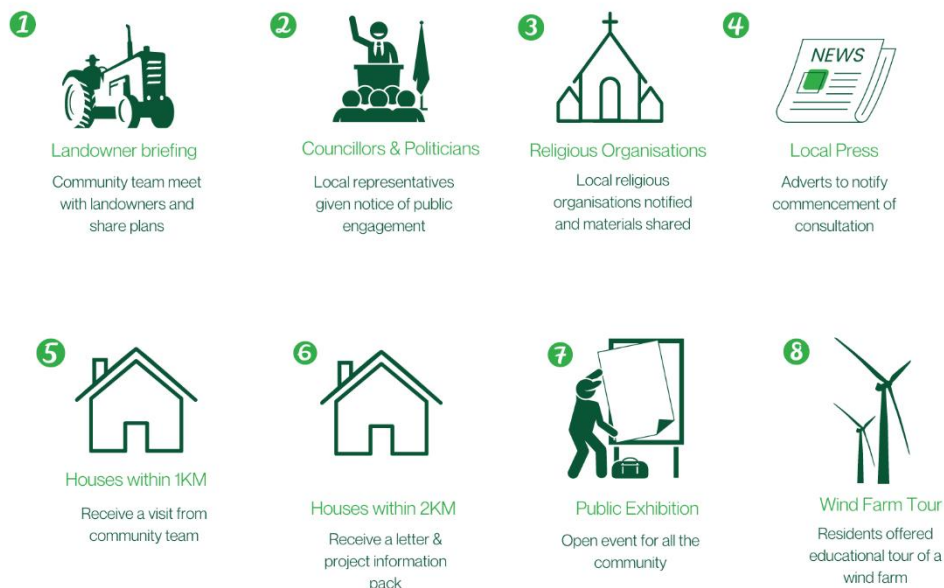 1
Landowner briefing
Community team meet
with landowners and
share plans
2
Councillors & Politicians
Local representatives
given notice of public
engagement
3
Religious Organisations
Local religious
organisations notified
and materials shared
4
NEWS
Local Press
Adverts to notify
commencement of
consultation
5
Houses within 1KM
Receive a visit from
community team
6
Houses within 2KM
Receive a letter &
project information
pack
7
Public Exhibition
Open event for all the
community
8
Wind Farm Tour
Residents offered
educational tour of a
wind farm